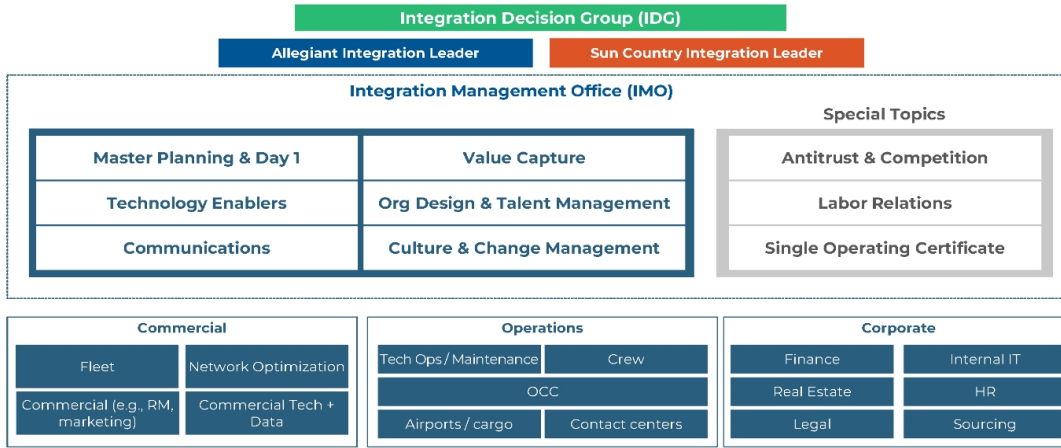 Integration Decision Group (IDG)
Allegiant Integration Leader
Sun Country Integration Leader
Integration Management Office (IMO)
Special Topics
Master Planning & Day 1
Value Capture
Antitrust & Competition
Technology Enablers
Org Design & Talent Management
Labor Relations
Communications
Culture & Change Management
Single Operating Certificate
Commercial
Fleet
Network Optimization
Commercial (e.g., RM,
marketing)
Commercial Tech +
Data
Operations
Tech Ops / Maintenance
Crew
OCC
Airports / cargo
Contact centers
Corporate
Finance
Internal IT
Real Estate
HR
Legal
Sourcing